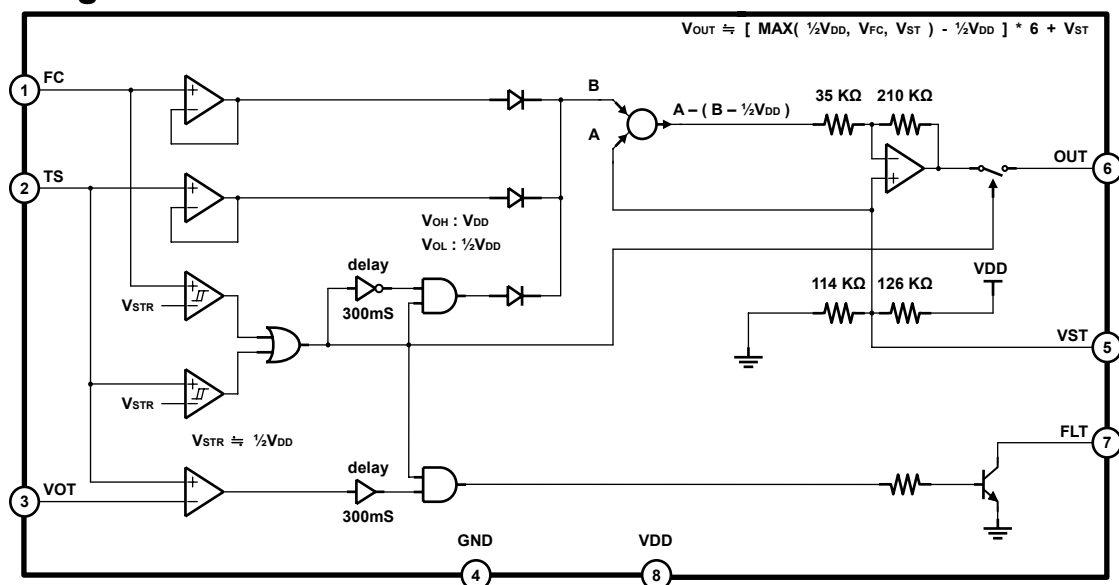 VOUT ≒ [ MAX( ½VDD, VFC, VST ) - ½VDD ] * 6 + VST
1
FC
B
A – ( B – ½VDD )
35 KΩ
210 KΩ
A
2
TS
OUT
6
VOH : VDD
VOL : ½VDD
delay
300mS
VSTR
114 KΩ
126 KΩ
VDD
VST
5
VSTR
VSTR ≒ ½VDD
delay
300mS
FLT
7
3
VOT
GND
4
VDD
8